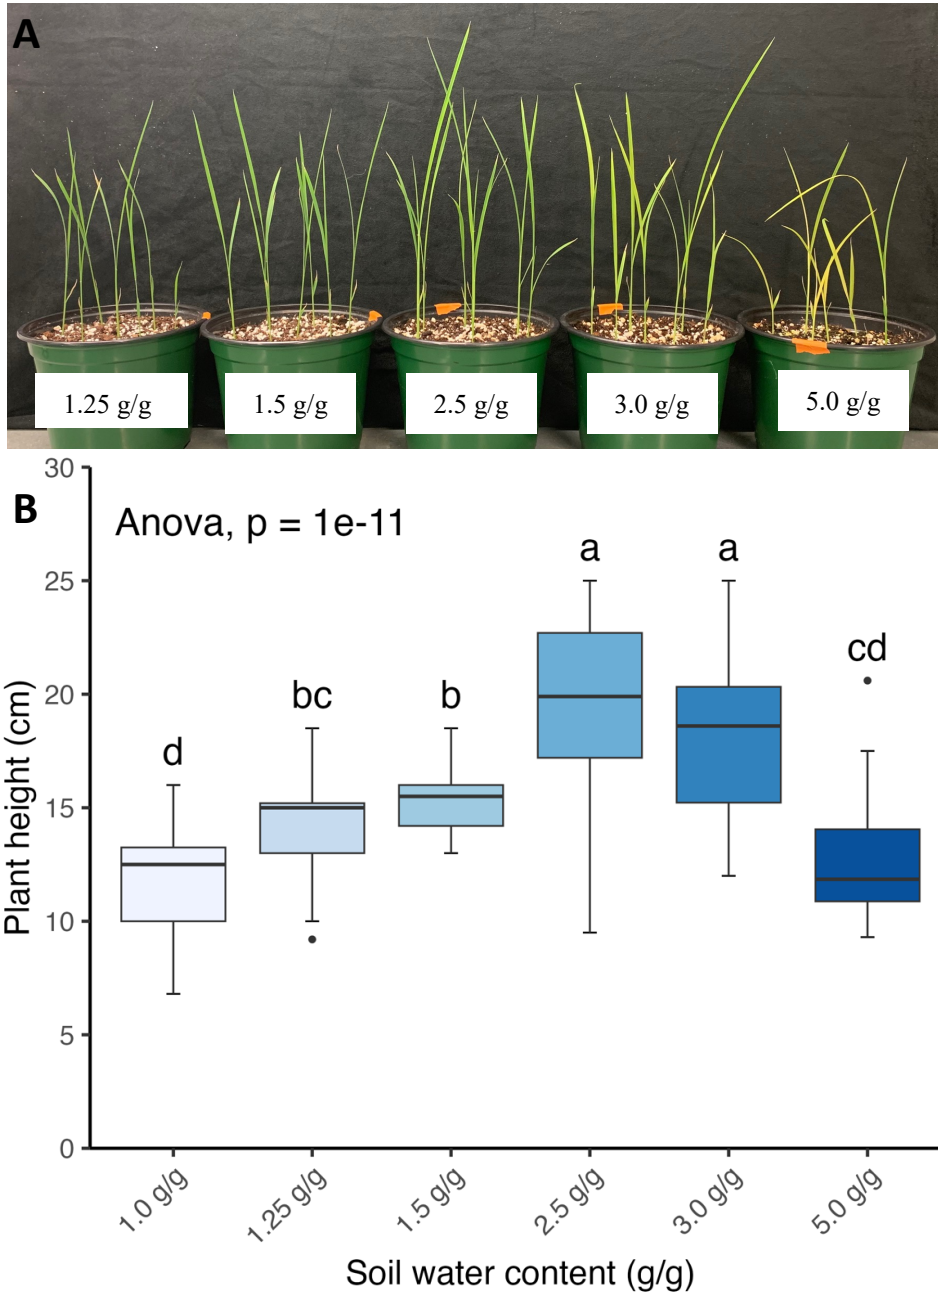 A
1.25 g/g
1.5 g/g
2.5 g/g
3.0 g/g
5.0 g/g
B
Anova, p = 1e-11
Plant height (cm)
30
25
20
15
10
5
0
d
bc
b
a
a
cd
1.0 g/g
1.25 g/g
1.5 g/g
2.5 g/g
3.0 g/g
5.0 g/g
Soil water content (g/g)